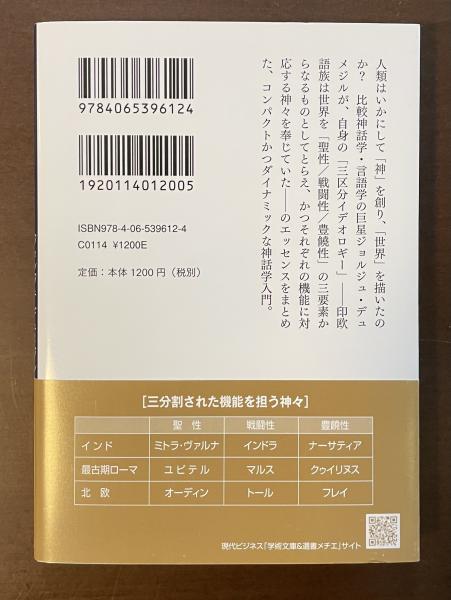 9784065396124
1920114012005
ISBN978-4-06-539612-4
C0114 ¥1200E
定価：本体1200円（税別）
人類はいかにして「神」を創り、「世界」を描いたの
か？　比較神話学・言語学の巨星ジョルジュ・デュ
メジルが、自身の「三区分イデオロギー」――印欧
語族は世界を「聖性／戦闘性／豊饒性」の三要素か
らなるものとしてとらえ、かつそれぞれの機能に対
応する神々を奉じていた――のエッセンスをまとめ
た、コンパクトかつダイナミックな神話学入門。
［三分割された機能を担う神々］
聖性 戦闘性 豊饒性
インド ミトラ・ヴァルナ インドラ ナーサティア
最古期ローマ ユピテル マルス クゥイリヌス
北欧 オーディン トール フレイ
現代ビジネス「学術文庫&選書メチエ」サイト